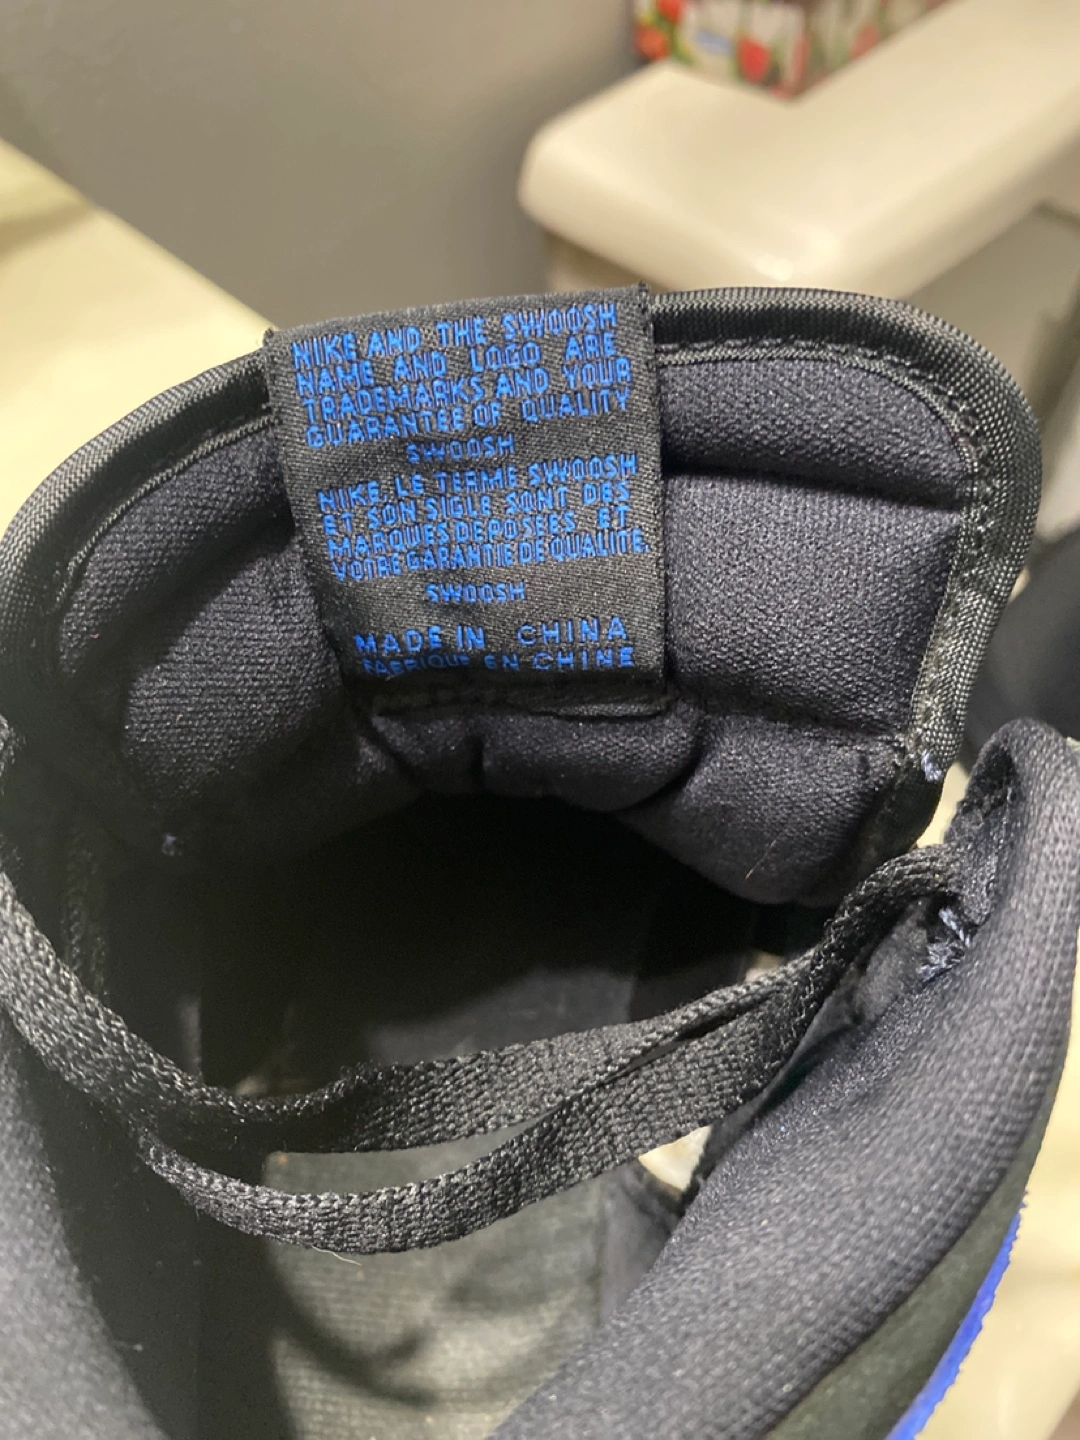 NIKE AND THE SWOOSH
NAME AND LOGO ARE
TRADEMARKS AND YOUR
GUARANTEE OF QUALITY
SWOOSH
NIKE, LE TERME SWOOSH
ET SON SIGLE SONT DES
MARQUES DEPOSEES ET
VOTRE GARANTIE DE QUALITE.
SWOOSH
MADE IN CHINA
FABRIQUE EN CHINE